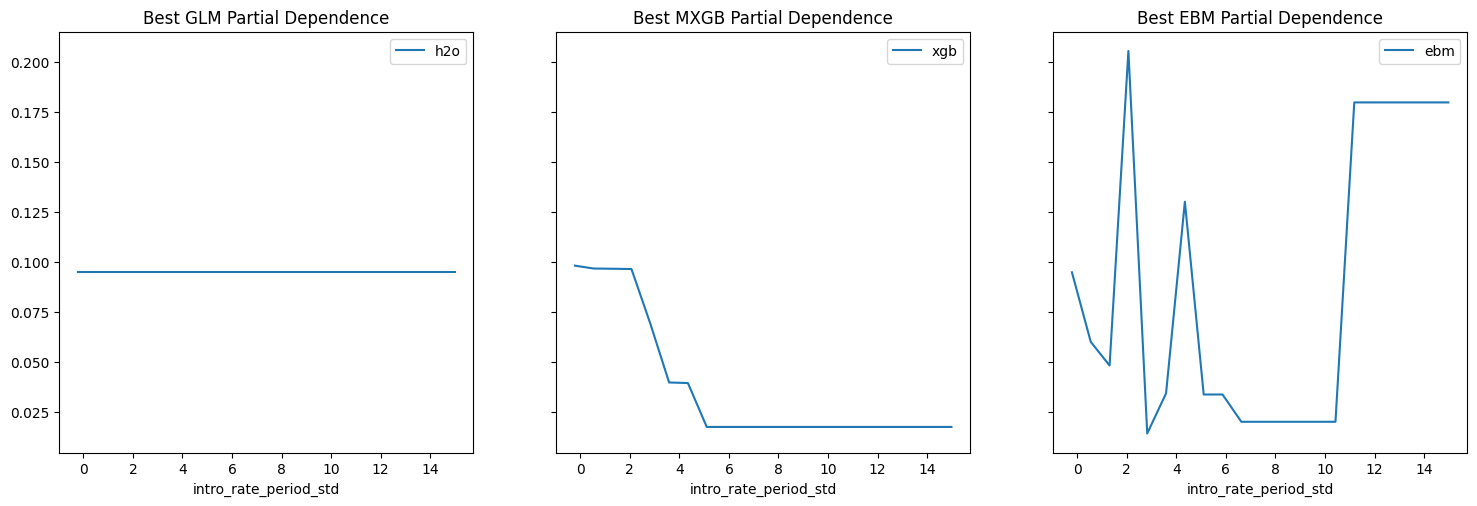 Best GLM Partial Dependence
h2o
0.200
0.175
0.150
0.125
0.100
0.075
0.050
0.025
0 2 4 6 8 10 12 14
intro_rate_period_std
Best MXGB Partial Dependence
xgb
0 2 4 6 8 10 12 14
intro_rate_period_std
Best EBM Partial Dependence
ebm
0 2 4 6 8 10 12 14
intro_rate_period_std